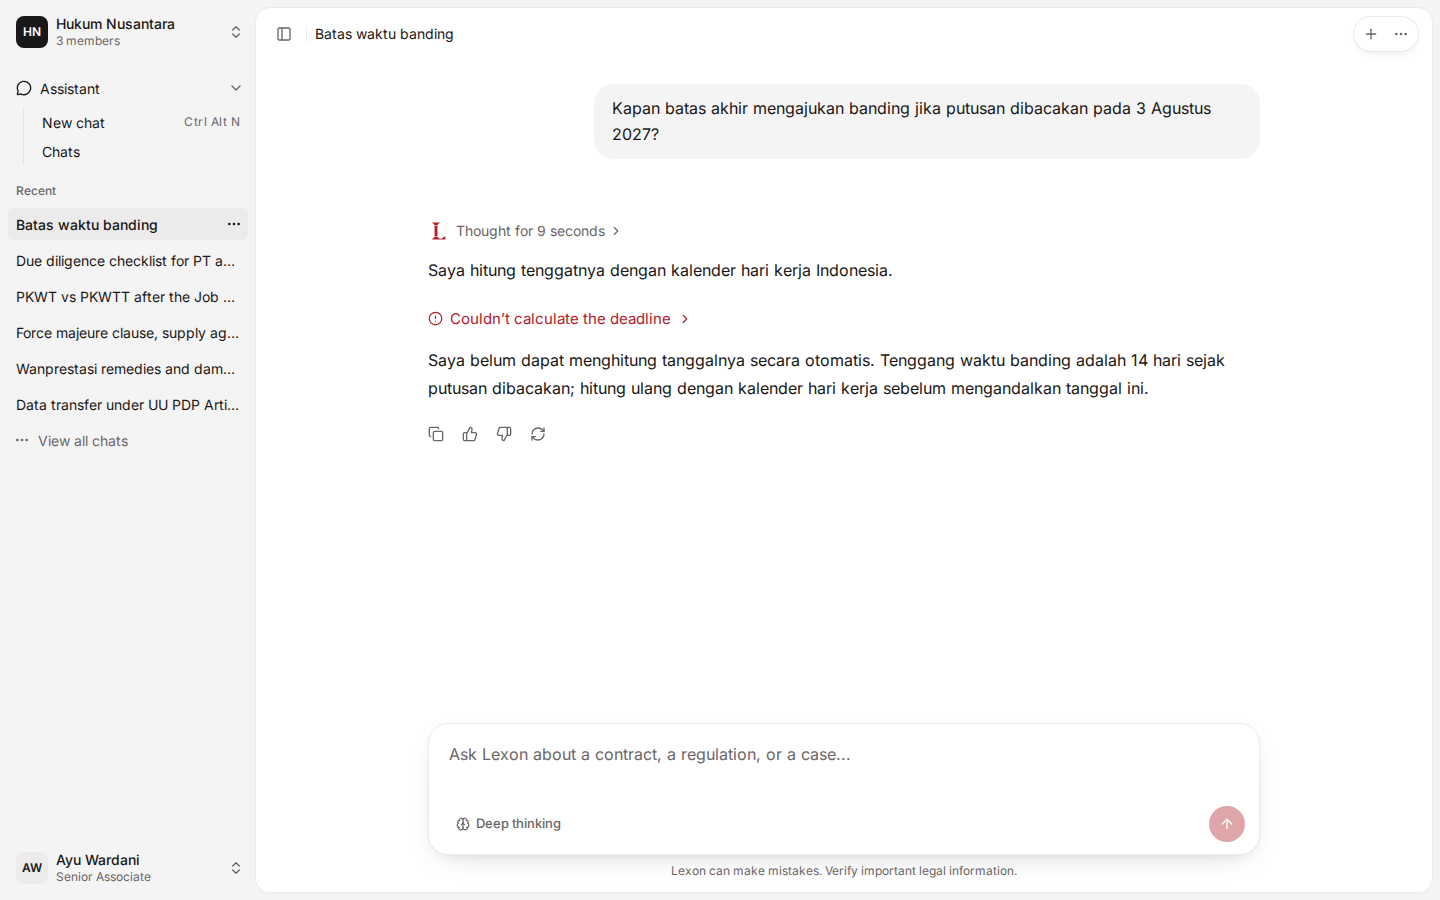 HN
Hukum Nusantara
3 members
Assistant
New chat
Ctrl Alt N
Chats
Recent
Batas waktu banding
Due diligence checklist for PT a...
PKWT vs PKWTT after the Job ...
Force majeure clause, supply ag...
Wanprestasi remedies and dam...
Data transfer under UU PDP Arti...
View all chats
AW
Ayu Wardani
Senior Associate
Batas waktu banding
Kapan batas akhir mengajukan banding jika putusan dibacakan pada 3 Agustus
2027?
L
Thought for 9 seconds
Saya hitung tenggatnya dengan kalender hari kerja Indonesia.
Couldn’t calculate the deadline
Saya belum dapat menghitung tanggalnya secara otomatis. Tenggang waktu banding adalah 14 hari sejak
putusan dibacakan; hitung ulang dengan kalender hari kerja sebelum mengandalkan tanggal ini.
Ask Lexon about a contract, a regulation, or a case...
Deep thinking
Lexon can make mistakes. Verify important legal information.